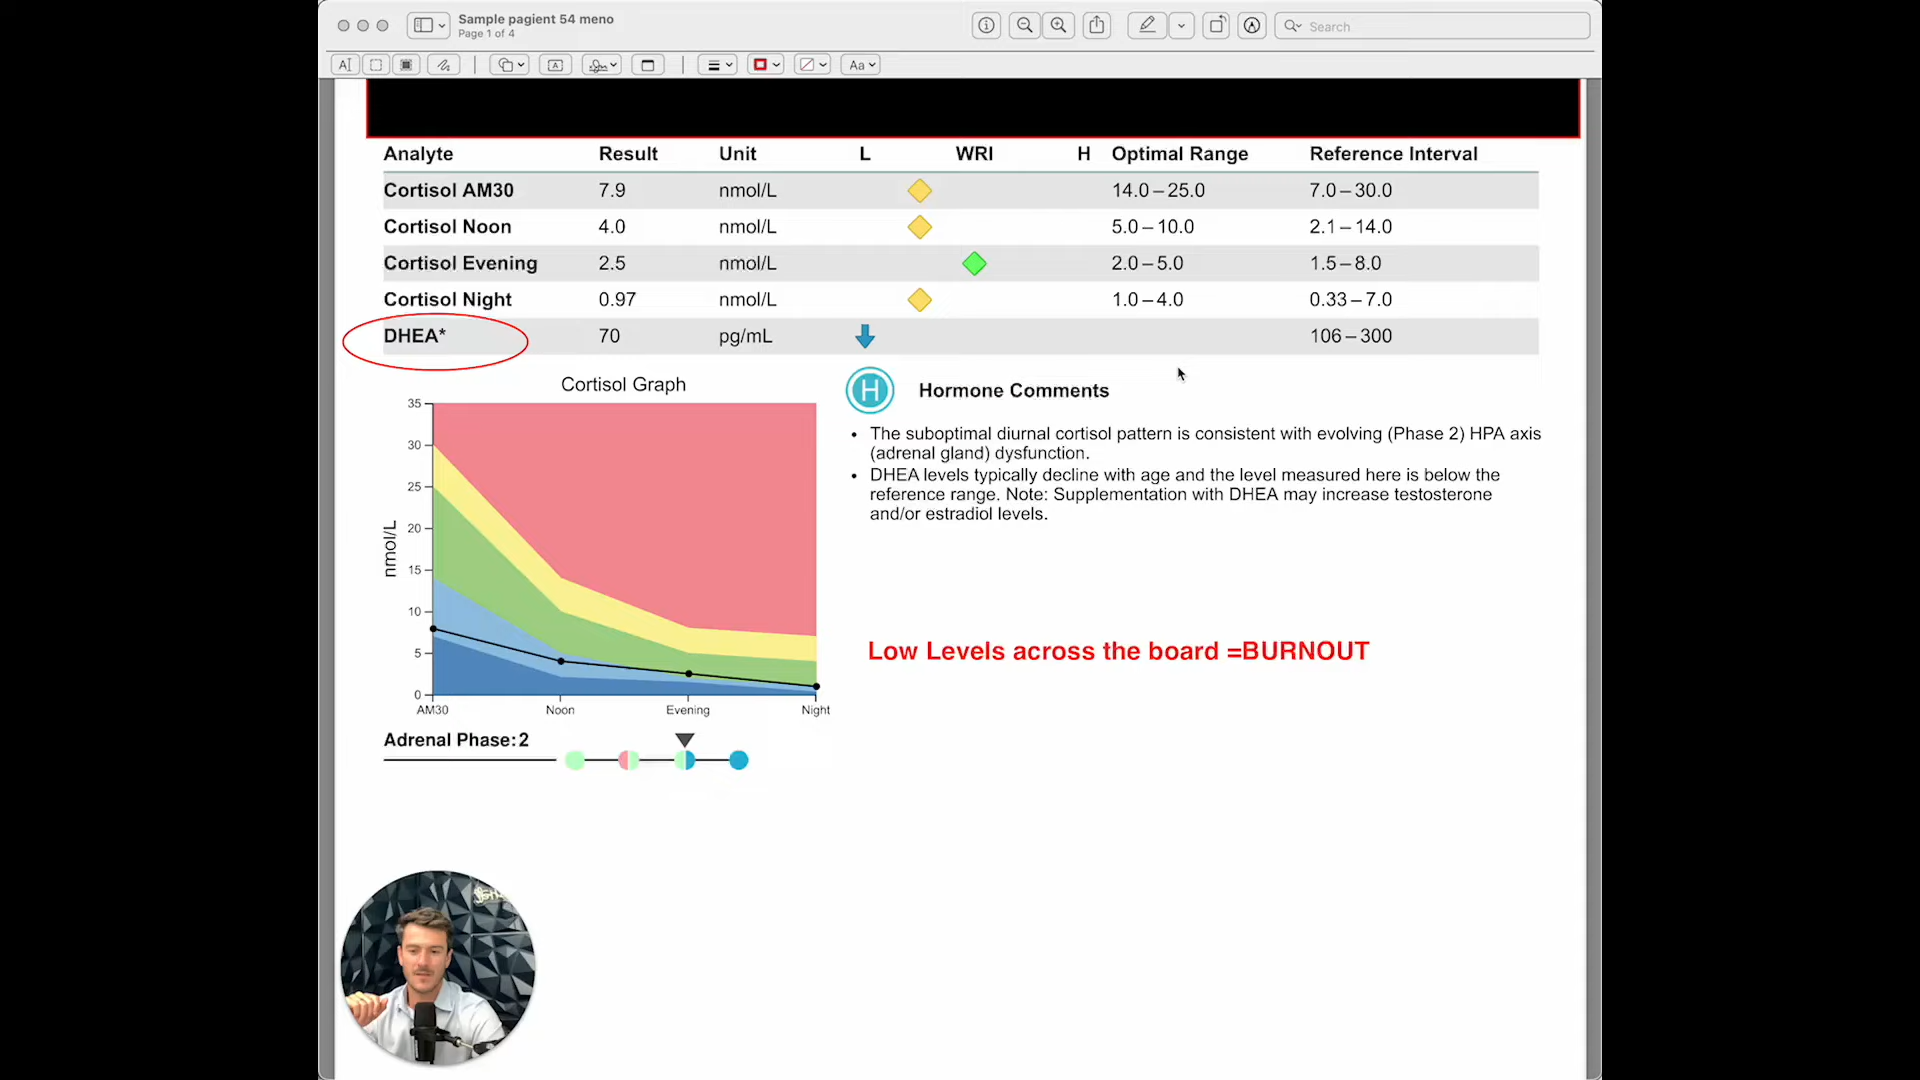 Sample pagient 54 meno
Page 1 of 4
Search
Aa
Analyte Result Unit L WRI H Optimal Range Reference Interval
Cortisol AM30 7.9 nmol/L 14.0 – 25.0 7.0 – 30.0
Cortisol Noon 4.0 nmol/L 5.0 – 10.0 2.1 – 14.0
Cortisol Evening 2.5 nmol/L 2.0 – 5.0 1.5 – 8.0
Cortisol Night 0.97 nmol/L 1.0 – 4.0 0.33 – 7.0
DHEA* 70 pg/mL 106 – 300
Cortisol Graph
35
30
25
20
15
10
5
0
nmol/L
AM30 Noon Evening Night
Adrenal Phase: 2
H Hormone Comments
• The suboptimal diurnal cortisol pattern is consistent with evolving (Phase 2) HPA axis
(adrenal gland) dysfunction.
• DHEA levels typically decline with age and the level measured here is below the
reference range. Note: Supplementation with DHEA may increase testosterone
and/or estradiol levels.
Low Levels across the board =BURNOUT